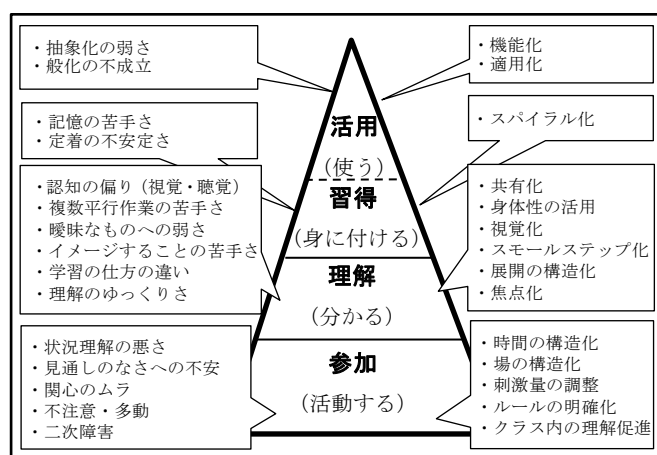 ・抽象化の弱さ
・般化の不成立
・記憶の苦手さ
・定着の不安定さ
・認知の偏り（視覚・聴覚）
・複数平行作業の苦手さ
・曖昧なものへの弱さ
・イメージすることの苦手さ
・学習の仕方の違い
・理解のゆっくりさ
・状況理解の悪さ
・見通しのなさへの不安
・関心のムラ
・不注意・多動
・二次障害
活用
(使う)
習得
(身に付ける)
理解
(分かる)
参加
(活動する)
・機能化
・適用化
・スパイラル化
・共有化
・身体性の活用
・視覚化
・スモールステップ化
・展開の構造化
・焦点化
・時間の構造化
・場の構造化
・刺激量の調整
・ルールの明確化
・クラス内の理解促進